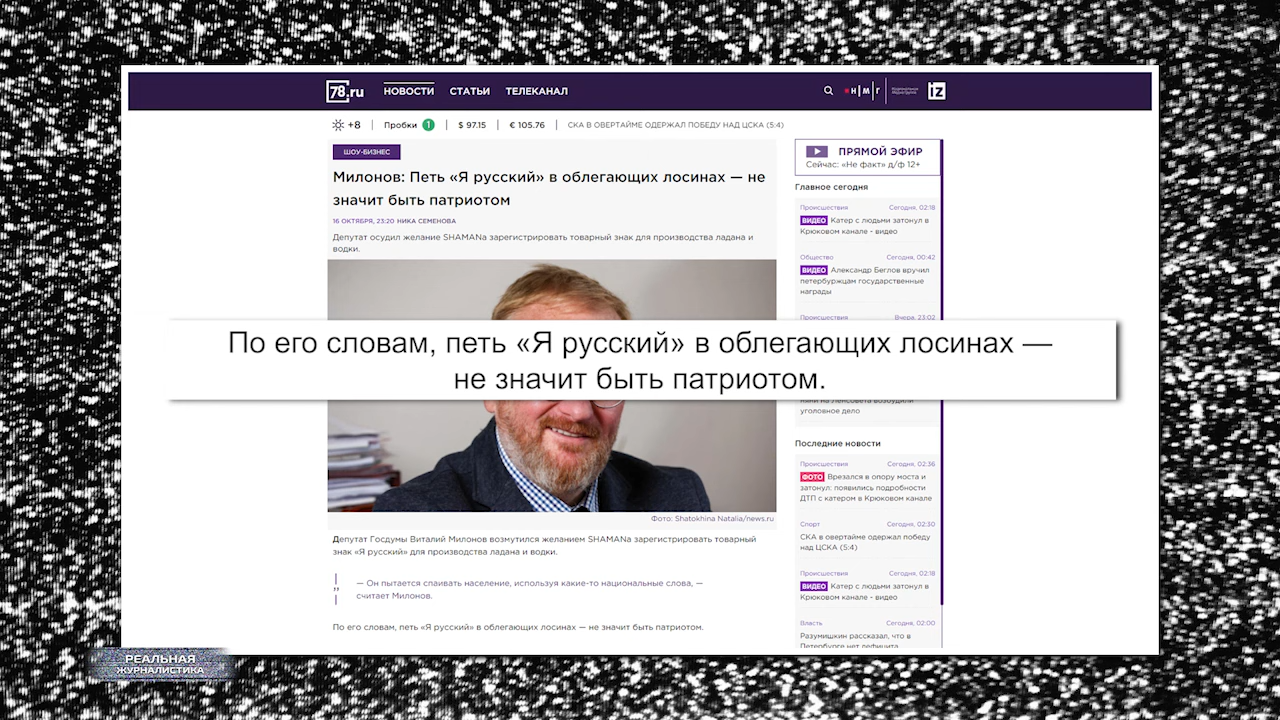 78.ru
НОВОСТИ СТАТЬИ ТЕЛЕКАНАЛ
Н|М|Г
iz
+8 | Пробки 1 | $ 97.15 | € 105.76 | СКА В ОВЕРТАЙМЕ ОДЕРЖАЛ ПОБЕДУ НАД ЦСКА (5:4)
ШОУ-БИЗНЕС
Милонов: Петь «Я русский» в облегающих лосинах — не
значит быть патриотом
16 ОКТЯБРЯ, 23:20 НИКА СЕМЕНОВА
Депутат осудил желание SHAMANа зарегистрировать товарный знак для производства ладана и
водки.
По его словам, петь «Я русский» в облегающих лосинах —
не значит быть патриотом.
Фото: Shatokhina Natalia/news.ru
Депутат Госдумы Виталий Милонов возмутился желанием SHAMANа зарегистрировать товарный
знак «Я русский» для производства ладана и водки.
— Он пытается спаивать население, используя какие-то национальные слова, —
считает Милонов.
По его словам, петь «Я русский» в облегающих лосинах — не значит быть патриотом.
ПРЯМОЙ ЭФИР
Сейчас: «Не факт» д/ф 12+
Главное сегодня
Происшествия Сегодня, 02:18
ВИДЕО Катер с людьми затонул в
Крюковом канале - видео
Общество Сегодня, 00:42
ВИДЕО Александр Беглов вручил
петербуржцам государственные
награды
Происшествия Вчера, 23:02
уголовное дело
Последние новости
Происшествия Сегодня, 02:36
ФОТО Врезался в опору моста и
затонул: появились подробности
ДТП с катером в Крюковом канале
Спорт Сегодня, 02:30
СКА в овертайме одержал победу
над ЦСКА (5:4)
Происшествия Сегодня, 02:18
ВИДЕО Катер с людьми затонул в
Крюковом канале - видео
Власть Сегодня, 02:00
Разумишкин рассказал, что в
Петербурге нет дефицита
РЕАЛЬНАЯ
ЖУРНАЛИСТИКА